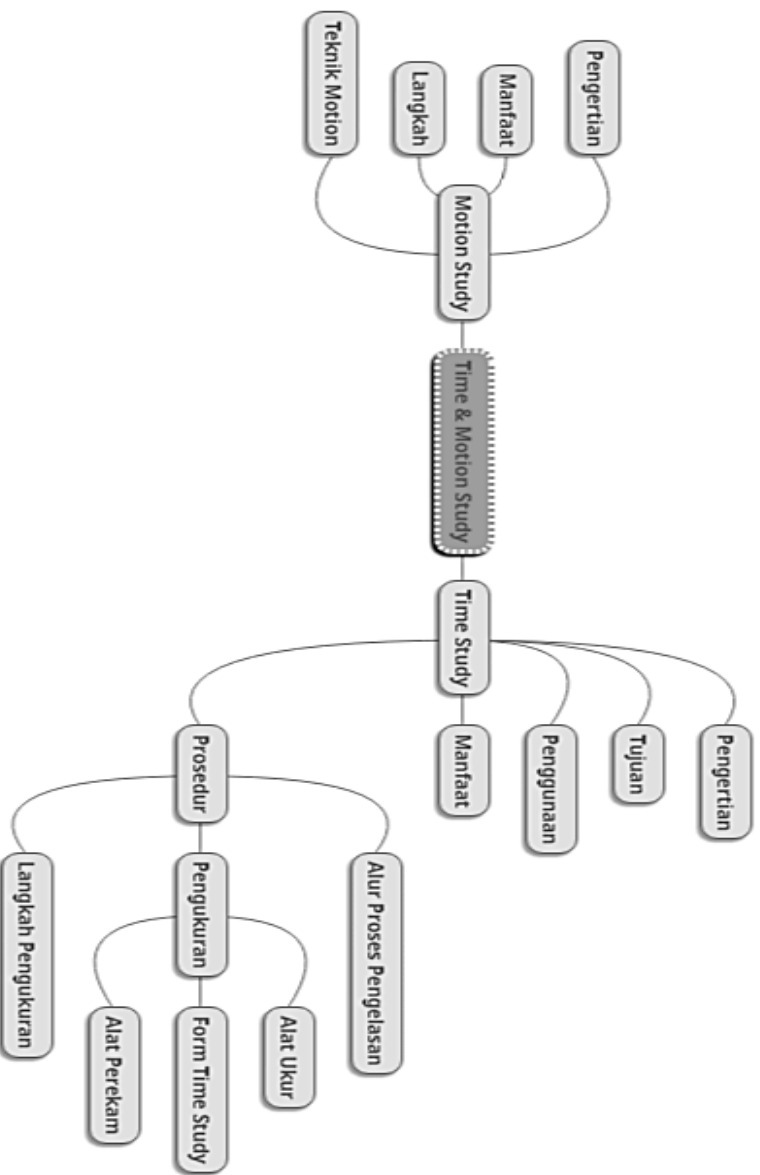 Pengertian
Manfaat
Langkah
Teknik Motion
Motion Study
Time & Motion Study
Time Study
Pengertian
Tujuan
Penggunaan
Manfaat
Prosedur
Alur Proses Pengelasan
Pengukuran
Langkah Pengukuran
Alat Ukur
Form Time Study
Alat Perekam